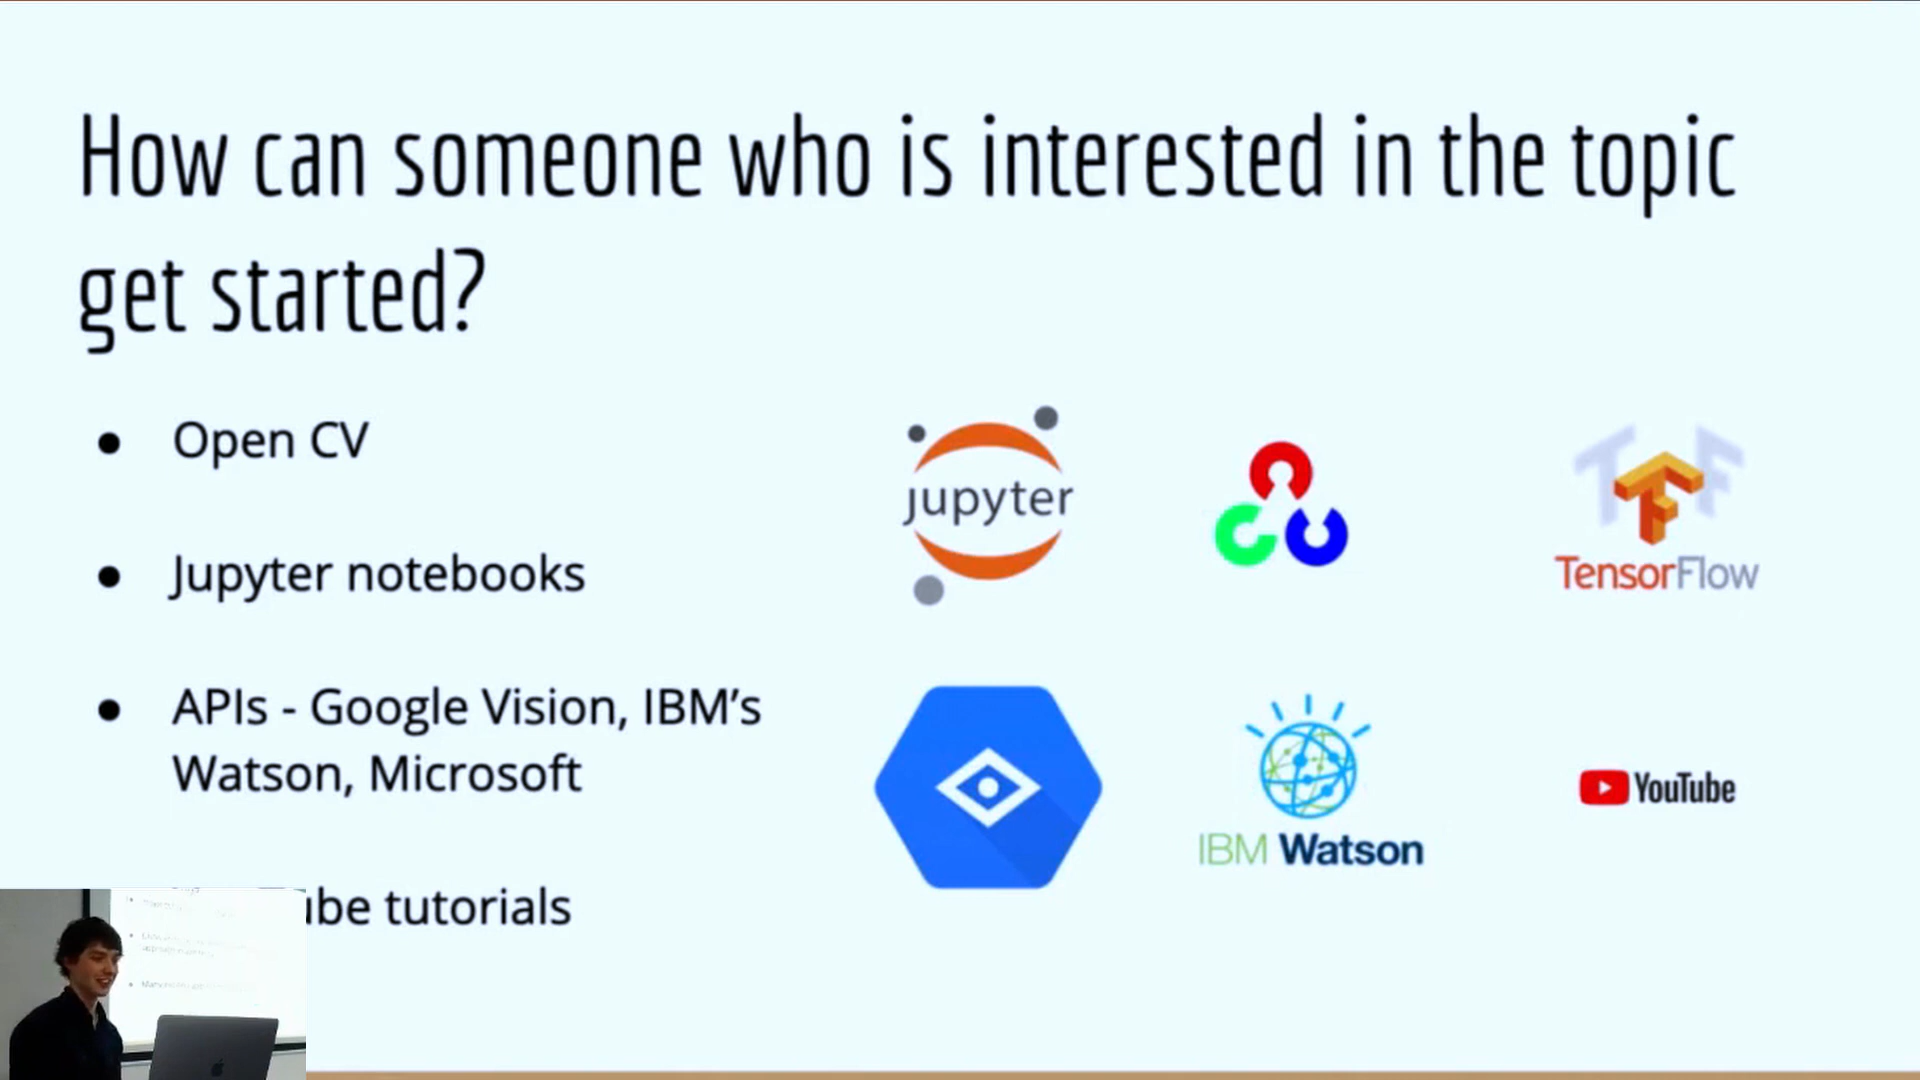 How can someone who is interested in the topic
get started?
Open CV
Jupyter notebooks
APIs - Google Vision, IBM’s
Watson, Microsoft
ube tutorials
jupyter
TensorFlow
IBM Watson
YouTube